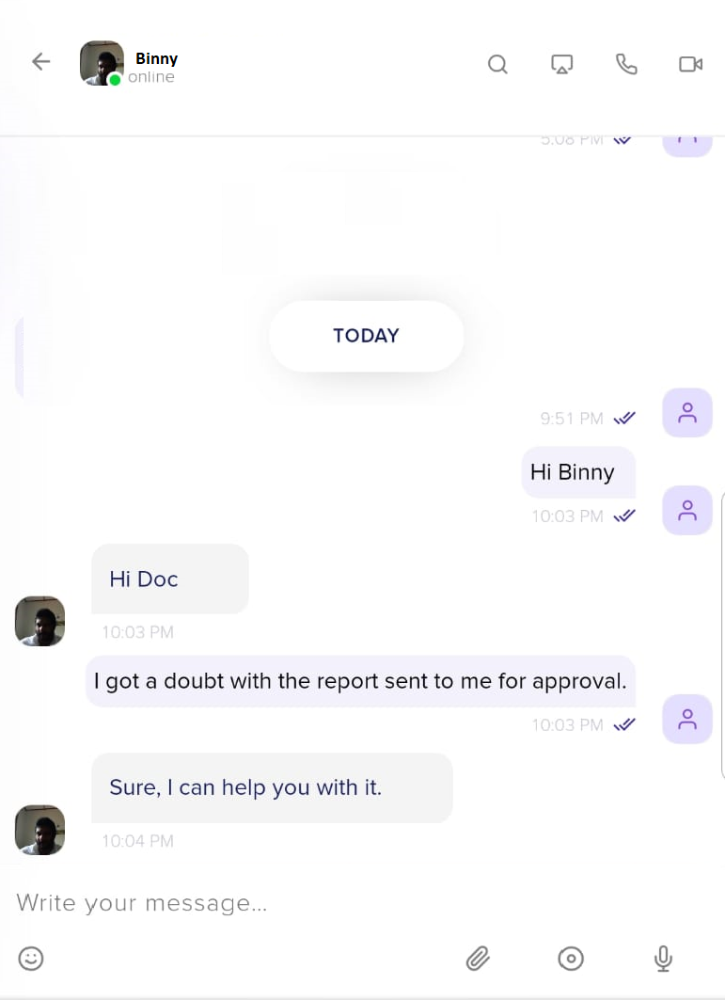 Binny
online
5:08 PM
TODAY
9:51 PM
Hi Binny
10:03 PM
Hi Doc
10:03 PM
I got a doubt with the report sent to me for approval.
10:03 PM
Sure, I can help you with it.
10:04 PM
Write your message...